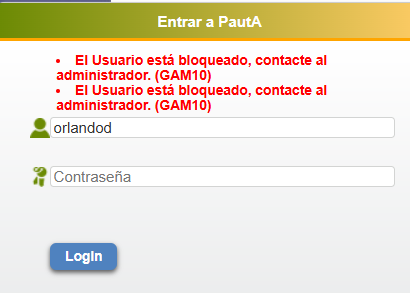 Entrar a PautA
• El Usuario está bloqueado, contacte al
administrador. (GAM10)
• El Usuario está bloqueado, contacte al
administrador. (GAM10)
orlandod
Contraseña
Login